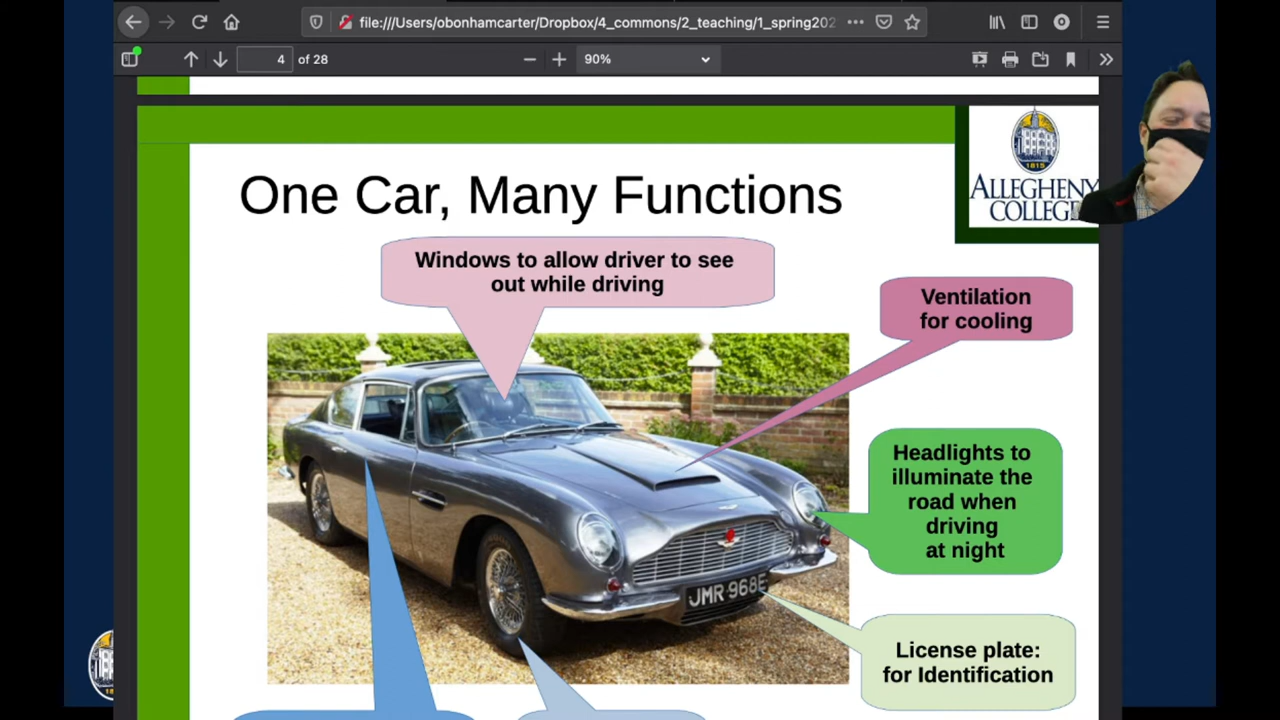 file:///Users/obonhamcarter/Dropbox/4_commons/2_teaching/1_spring202
4 of 28
90%
One Car, Many Functions
1815
ALLEGHENY
COLLEGE
Windows to allow driver to see
out while driving
Ventilation
for cooling
Headlights to
illuminate the
road when
driving
at night
JMR 968E
License plate:
for Identification